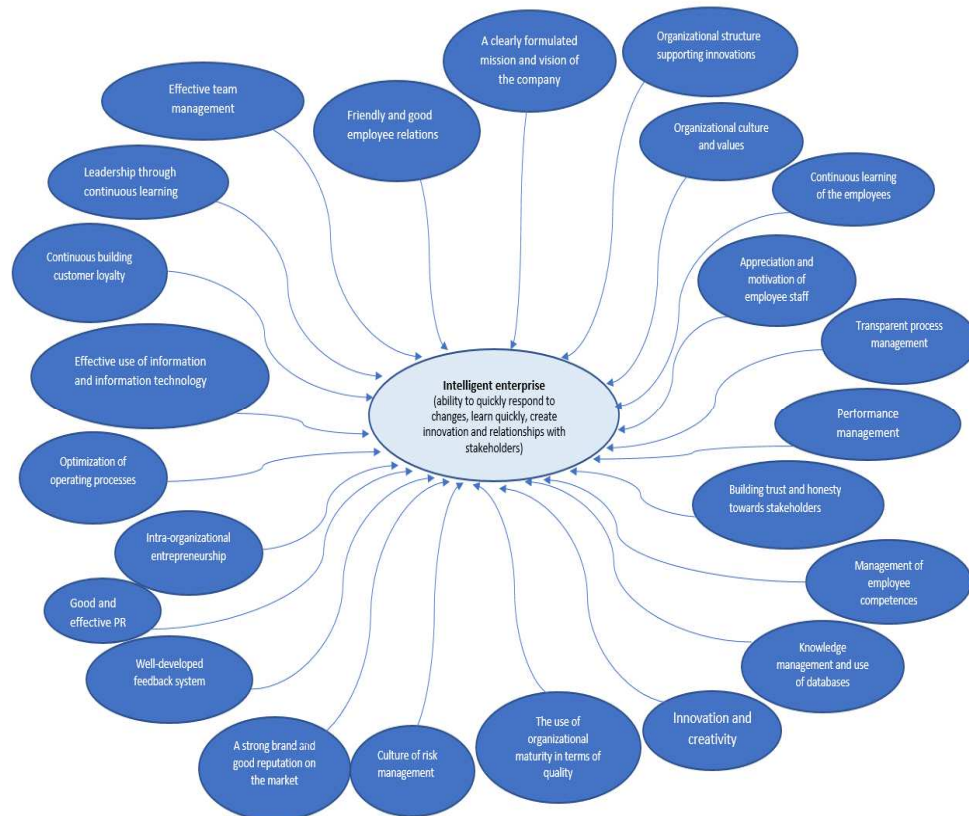 A clearly formulated
mission and vision of
the company
Organizational structure
supporting innovations
Effective team
management
Friendly and good
employee relations
Organizational culture
and values
Leadership through
continuous learning
Continuous learning
of the employees
Continuous building
customer loyalty
Appreciation and
motivation of
employee staff
Transparent process
management
Effective use of information
and information technology
Intelligent enterprise
(ability to quickly respond to
changes, learn quickly, create
innovation and relationships with
stakeholders)
Performance
management
Optimization of
operating processes
Building trust and honesty
towards stakeholders
Intra-organizational
entrepreneurship
Management of
employee
competences
Good and
effective PR
Knowledge
management and use
of databases
Well-developed
feedback system
Innovation and
creativity
The use of
organizational
maturity in terms of
quality
A strong brand and
good reputation on
the market
Culture of risk
management